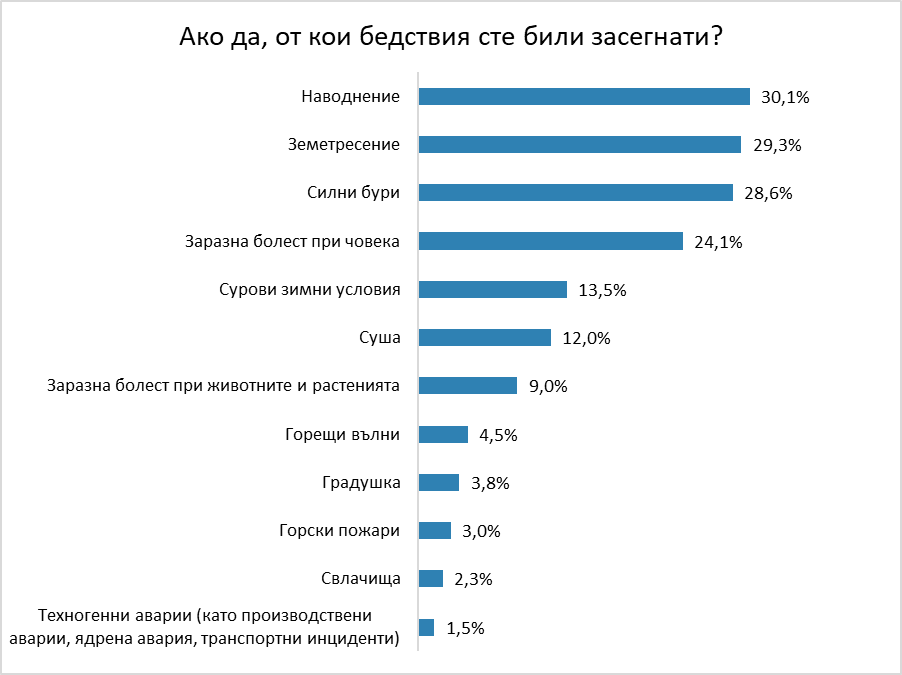 Ако да, от кои бедствия сте били засегнати?
Наводнение 30,1%
Земетресение 29,3%
Силни бури 28,6%
Заразна болест при човека 24,1%
Сурови зимни условия 13,5%
Суша 12,0%
Заразна болест при животните и растенията 9,0%
Горещи вълни 4,5%
Градушка 3,8%
Горски пожари 3,0%
Свлачища 2,3%
Техногенни аварии (като производствени
аварии, ядрена авария, транспортни инциденти) 1,5%